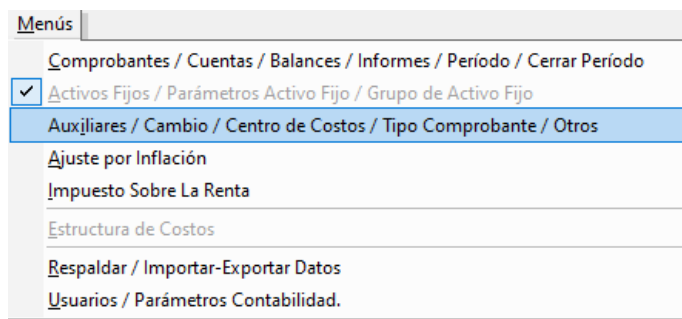 Menús
Comprobantes / Cuentas / Balances / Informes / Período / Cerrar Período
Activos Fijos / Parámetros Activo Fijo / Grupo de Activo Fijo
Auxiliares / Cambio / Centro de Costos / Tipo Comprobante / Otros
Ajuste por Inflación
Impuesto Sobre La Renta
Estructura de Costos
Respaldar / Importar-Exportar Datos
Usuarios / Parámetros Contabilidad.